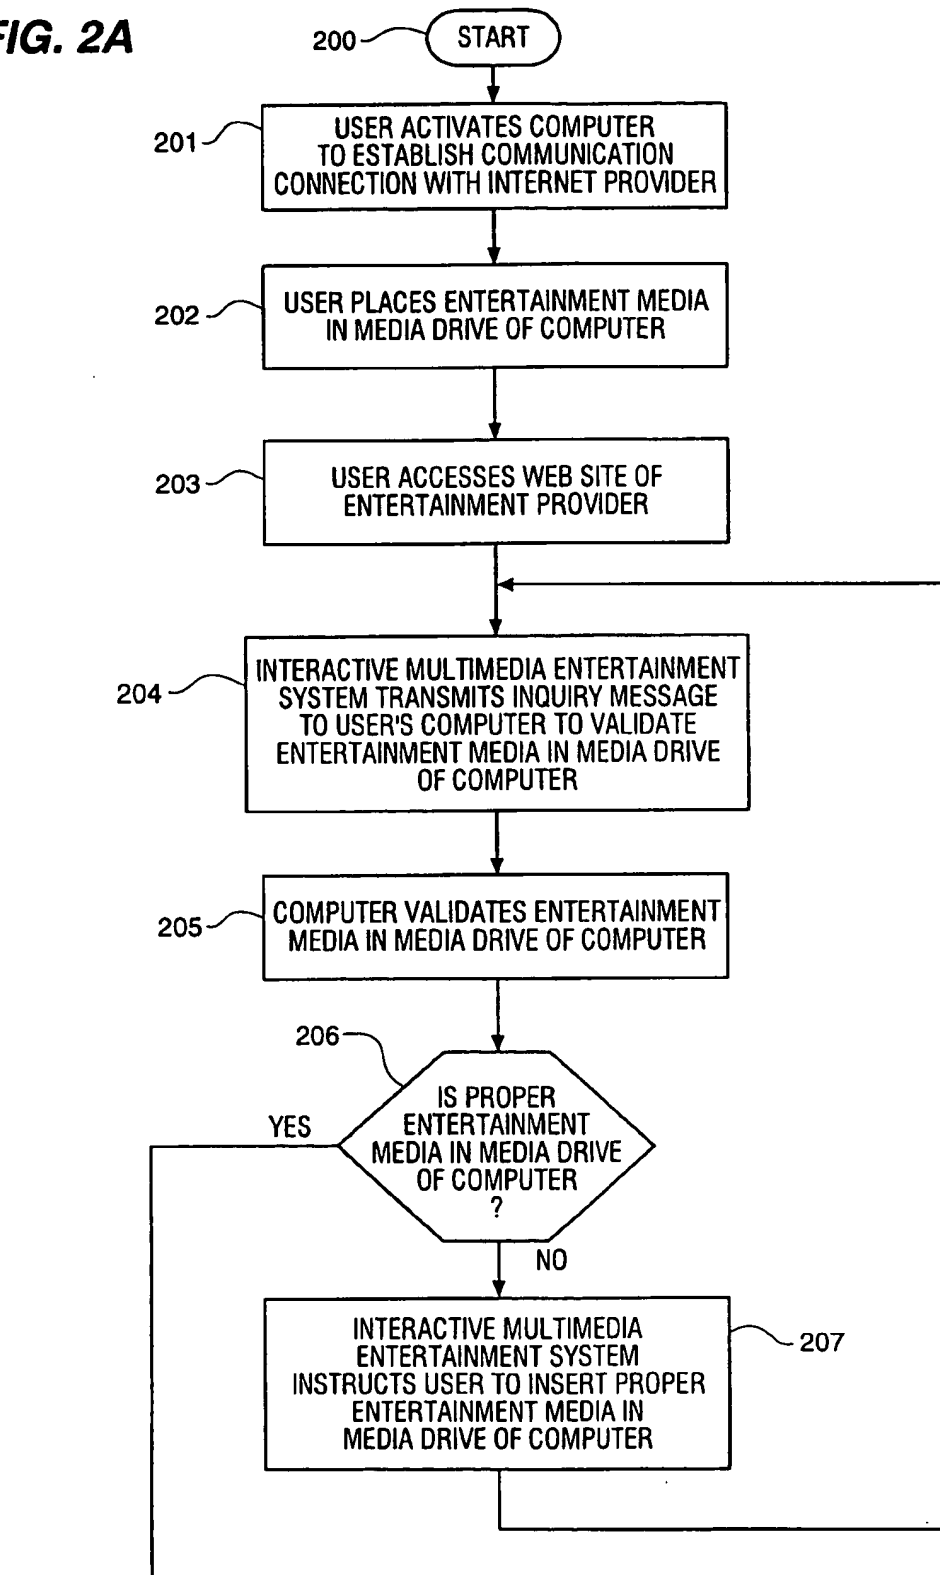 FIG. 2A
200
START
201
USER ACTIVATES COMPUTER
TO ESTABLISH COMMUNICATION
CONNECTION WITH INTERNET PROVIDER
202
USER PLACES ENTERTAINMENT MEDIA
IN MEDIA DRIVE OF COMPUTER
203
USER ACCESSES WEB SITE OF
ENTERTAINMENT PROVIDER
204
INTERACTIVE MULTIMEDIA ENTERTAINMENT
SYSTEM TRANSMITS INQUIRY MESSAGE
TO USER'S COMPUTER TO VALIDATE
ENTERTAINMENT MEDIA IN MEDIA DRIVE
OF COMPUTER
205
COMPUTER VALIDATES ENTERTAINMENT
MEDIA IN MEDIA DRIVE OF COMPUTER
206
IS PROPER
ENTERTAINMENT
MEDIA IN MEDIA DRIVE
OF COMPUTER
?
YES
NO
207
INTERACTIVE MULTIMEDIA
ENTERTAINMENT SYSTEM
INSTRUCTS USER TO INSERT PROPER
ENTERTAINMENT MEDIA IN
MEDIA DRIVE OF COMPUTER